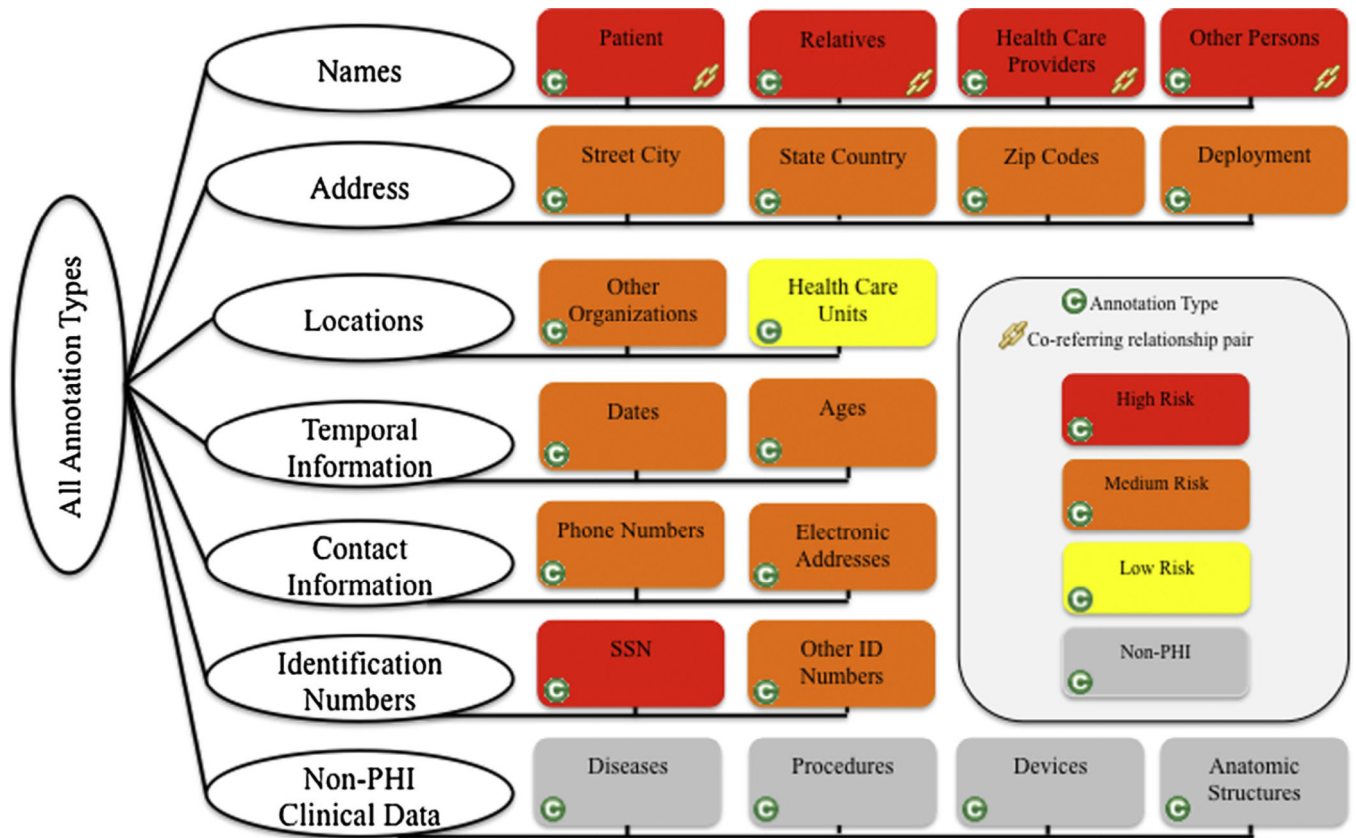 All Annotation Types
Names
Patient
Relatives
Health Care
Providers
Other Persons
Address
Street City
State Country
Zip Codes
Deployment
Locations
Other
Organizations
Health Care
Units
Temporal
Information
Dates
Ages
Contact
Information
Phone Numbers
Electronic
Addresses
Identification
Numbers
SSN
Other ID
Numbers
Non-PHI
Clinical Data
Diseases
Procedures
Devices
Anatomic
Structures
C Annotation Type
Co-referring relationship pair
High Risk
Medium Risk
Low Risk
Non-PHI